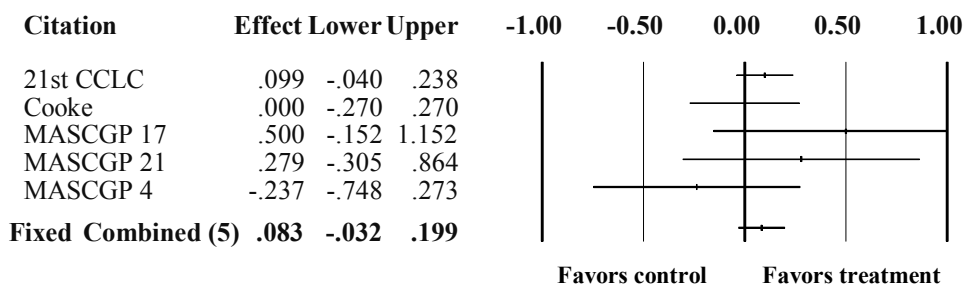 Citation Effect Lower Upper -1.00 -0.50 0.00 0.50 1.00
21st CCLC .099 -.040 .238
Cooke .000 -.270 .270
MASCGP 17 .500 -.152 1.152
MASCGP 21 .279 -.305 .864
MASCGP 4 -.237 -.748 .273
Fixed Combined (5) .083 -.032 .199
Favors control Favors treatment